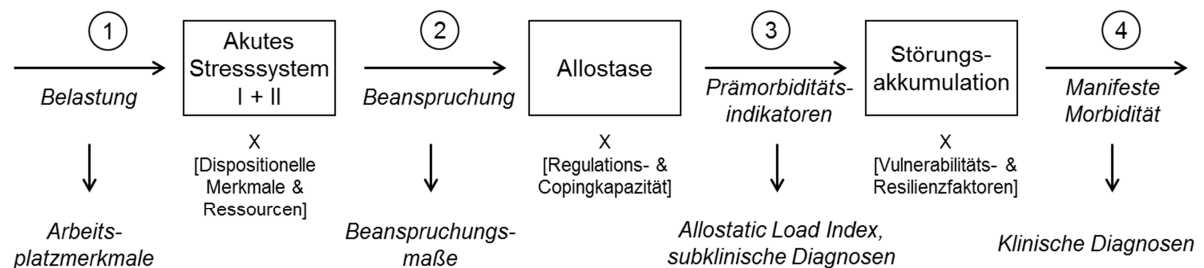 1
Belastung
Arbeits-
platzmerkmale
Akutes
Stresssystem
I + II
X
[Dispositionelle
Merkmale &
Ressourcen]
2
Beanspruchung
Beanspruchungs-
maße
Allostase
X
[Regulations- &
Copingkapazität]
3
Prämorbiditäts-
indikatoren
Allostatic Load Index,
subklinische Diagnosen
Störungs-
akkumulation
X
[Vulnerabilitäts- &
Resilienzfaktoren]
4
Manifeste
Morbidität
Klinische Diagnosen